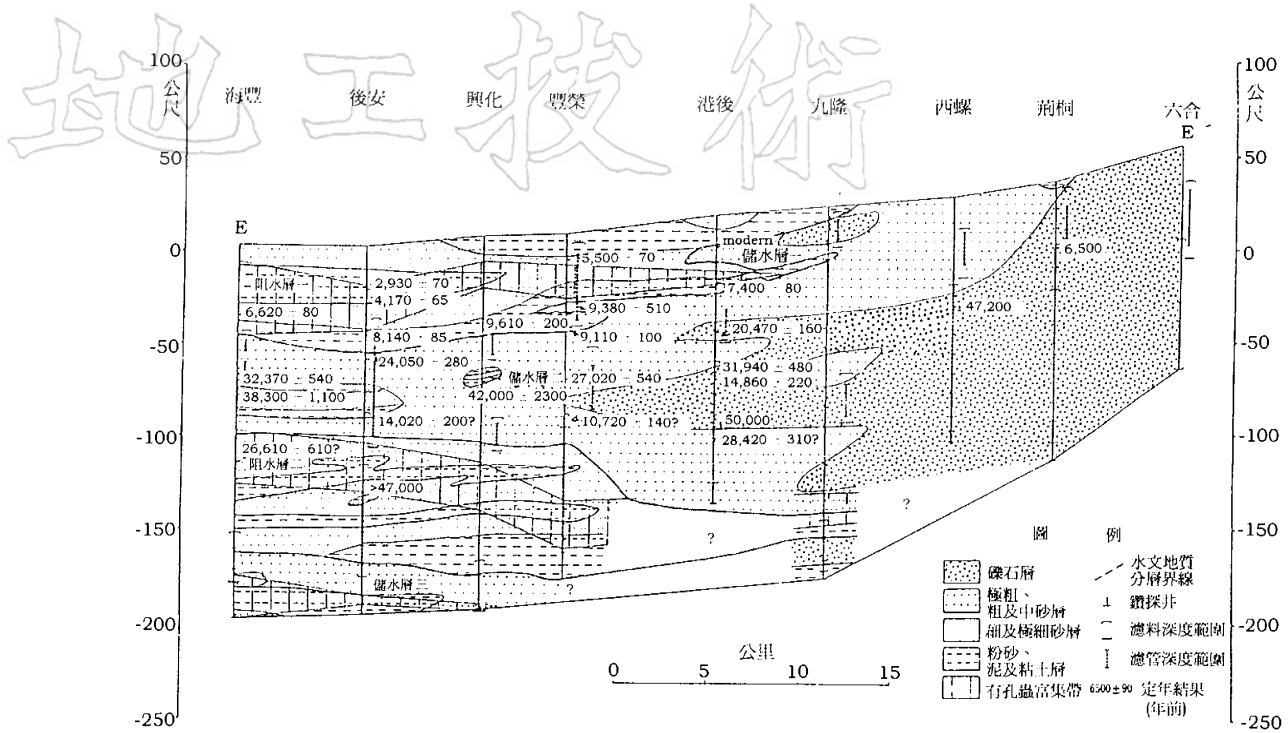 地工技術
100
公尺
50
0
-50
-100
-150
-200
-250
100
公尺
50
0
-50
-100
-150
-200
-250
海豐 後安 興化 豐榮 港後 九隆 西螺 荊桐 六合
E
E
modern
儲水層一
5,500 - 70
6,500
阻水層一
2,930 - 70
4,170 - 65
6,620 - 80
7,400 - 80
9,380 - 510
47,200
9,610 - 200
20,470 - 160
8,140 - 85
9,110 - 100
24,050 - 280
31,940 - 480
32,370 - 540
儲水層二
27,020 - 540
14,860 - 220
38,300 - 1,100
42,000 - 2300
14,020 - 200?
10,720 - 140?
50,000
28,420 - 310?
26,610 - 610?
阻水層二
>47,000
?
?
?
儲水層三
公里
0 5 10 15
圖 例
礫石層
極粗、
粗及中砂層
細及極細砂層
粉砂、
泥及粘土層
有孔蟲富集帶
水文地質
分層界線
鑽探井
濾料深度範圍
濾管深度範圍
6500±90 定年結果
(年前)